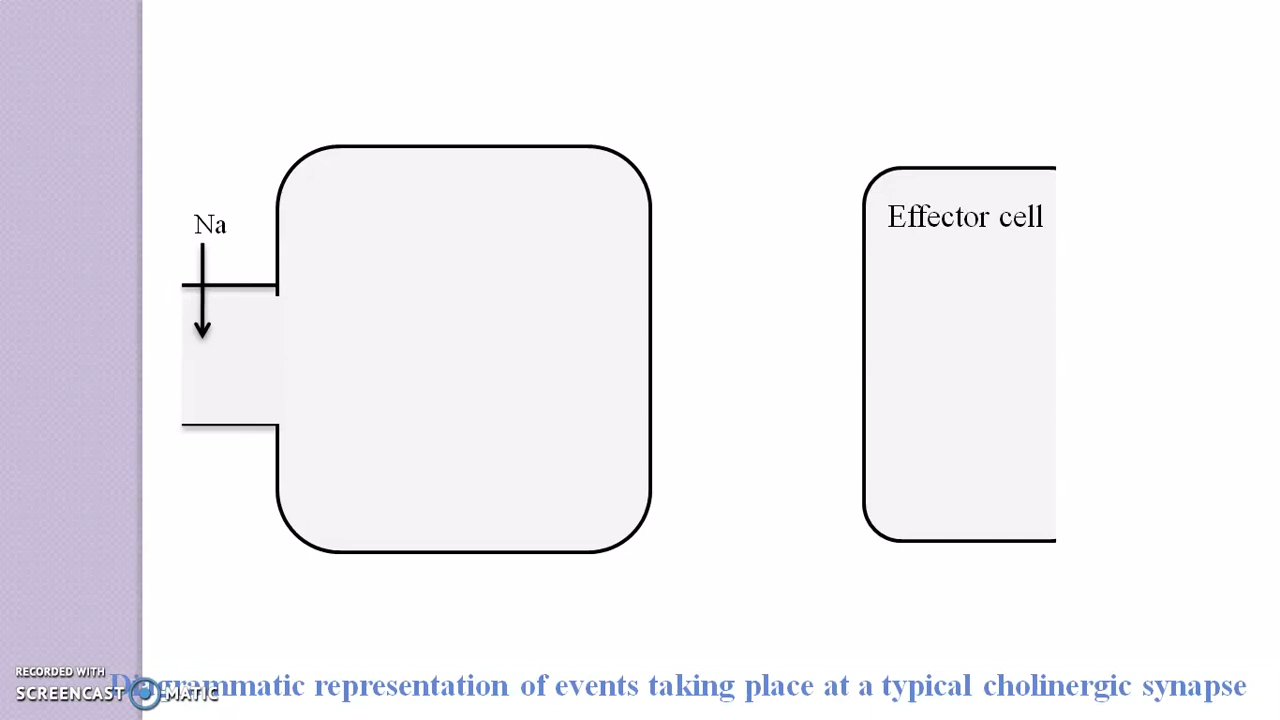 Na
Effector cell
RECORDED WITH
SCREENCAST MATIC
Diagrammatic representation of events taking place at a typical cholinergic synapse